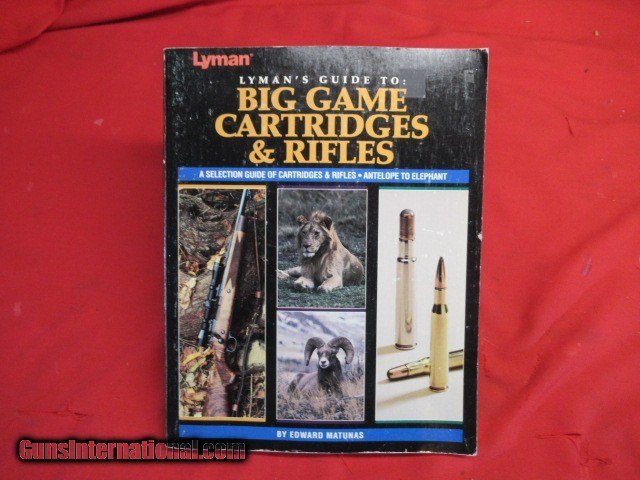 Lyman®
LYMAN'S GUIDE TO:
BIG GAME
CARTRIDGES
& RIFLES
A SELECTION GUIDE OF CARTRIDGES & RIFLES • ANTELOPE TO ELEPHANT
BY EDWARD MATUNAS
GunsInternational.com